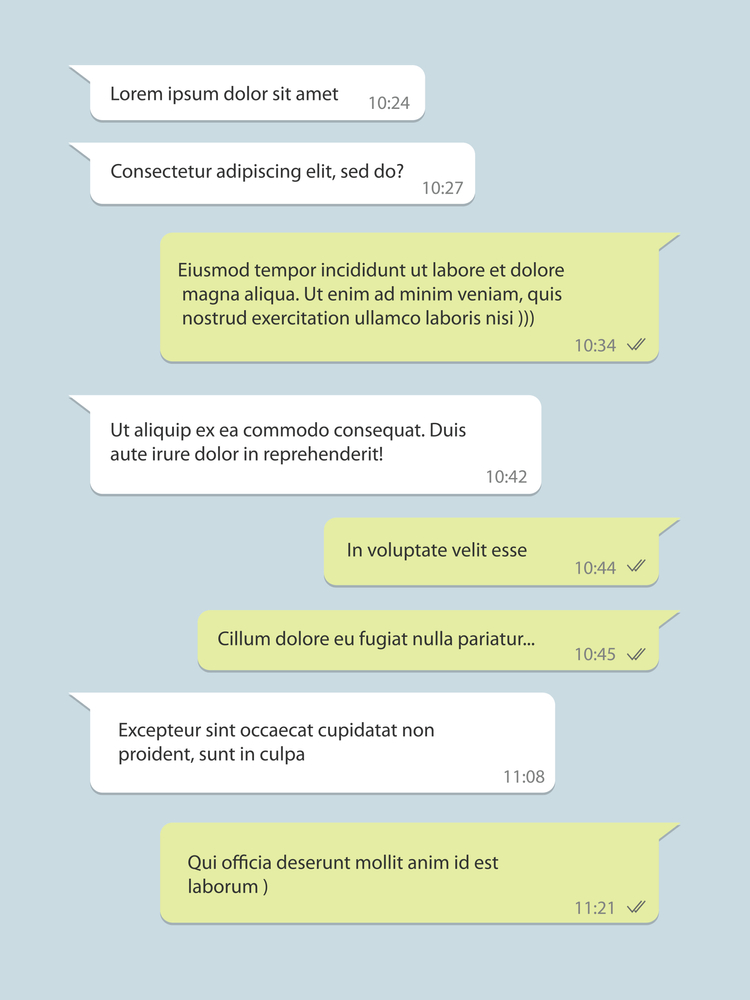 Lorem ipsum dolor sit amet
10:24
Consectetur adipiscing elit, sed do?
10:27
Eiusmod tempor incididunt ut labore et dolore
magna aliqua. Ut enim ad minim veniam, quis
nostrud exercitation ullamco laboris nisi )))
10:34
Ut aliquip ex ea commodo consequat. Duis
aute irure dolor in reprehenderit!
10:42
In voluptate velit esse
10:44
Cillum dolore eu fugiat nulla pariatur...
10:45
Excepteur sint occaecat cupidatat non
proident, sunt in culpa
11:08
Qui officia deserunt mollit anim id est
laborum )
11:21